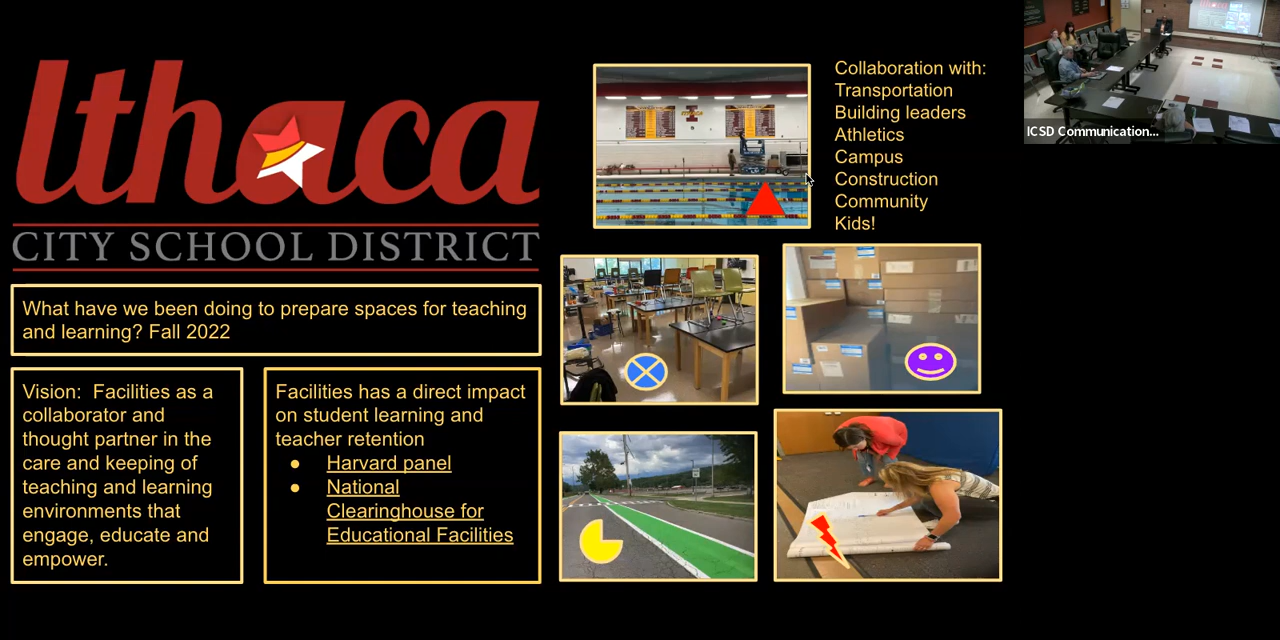 Ithaca
CITY SCHOOL DISTRICT
What have we been doing to prepare spaces for teaching
and learning? Fall 2022
Vision: Facilities as a
collaborator and
thought partner in the
care and keeping of
teaching and learning
environments that
engage, educate and
empower.
Facilities has a direct impact
on student learning and
teacher retention
● Harvard panel
● National
Clearinghouse for
Educational Facilities
Collaboration with:
Transportation
Building leaders
Athletics
Campus
Construction
Community
Kids!
ICSD Communication...